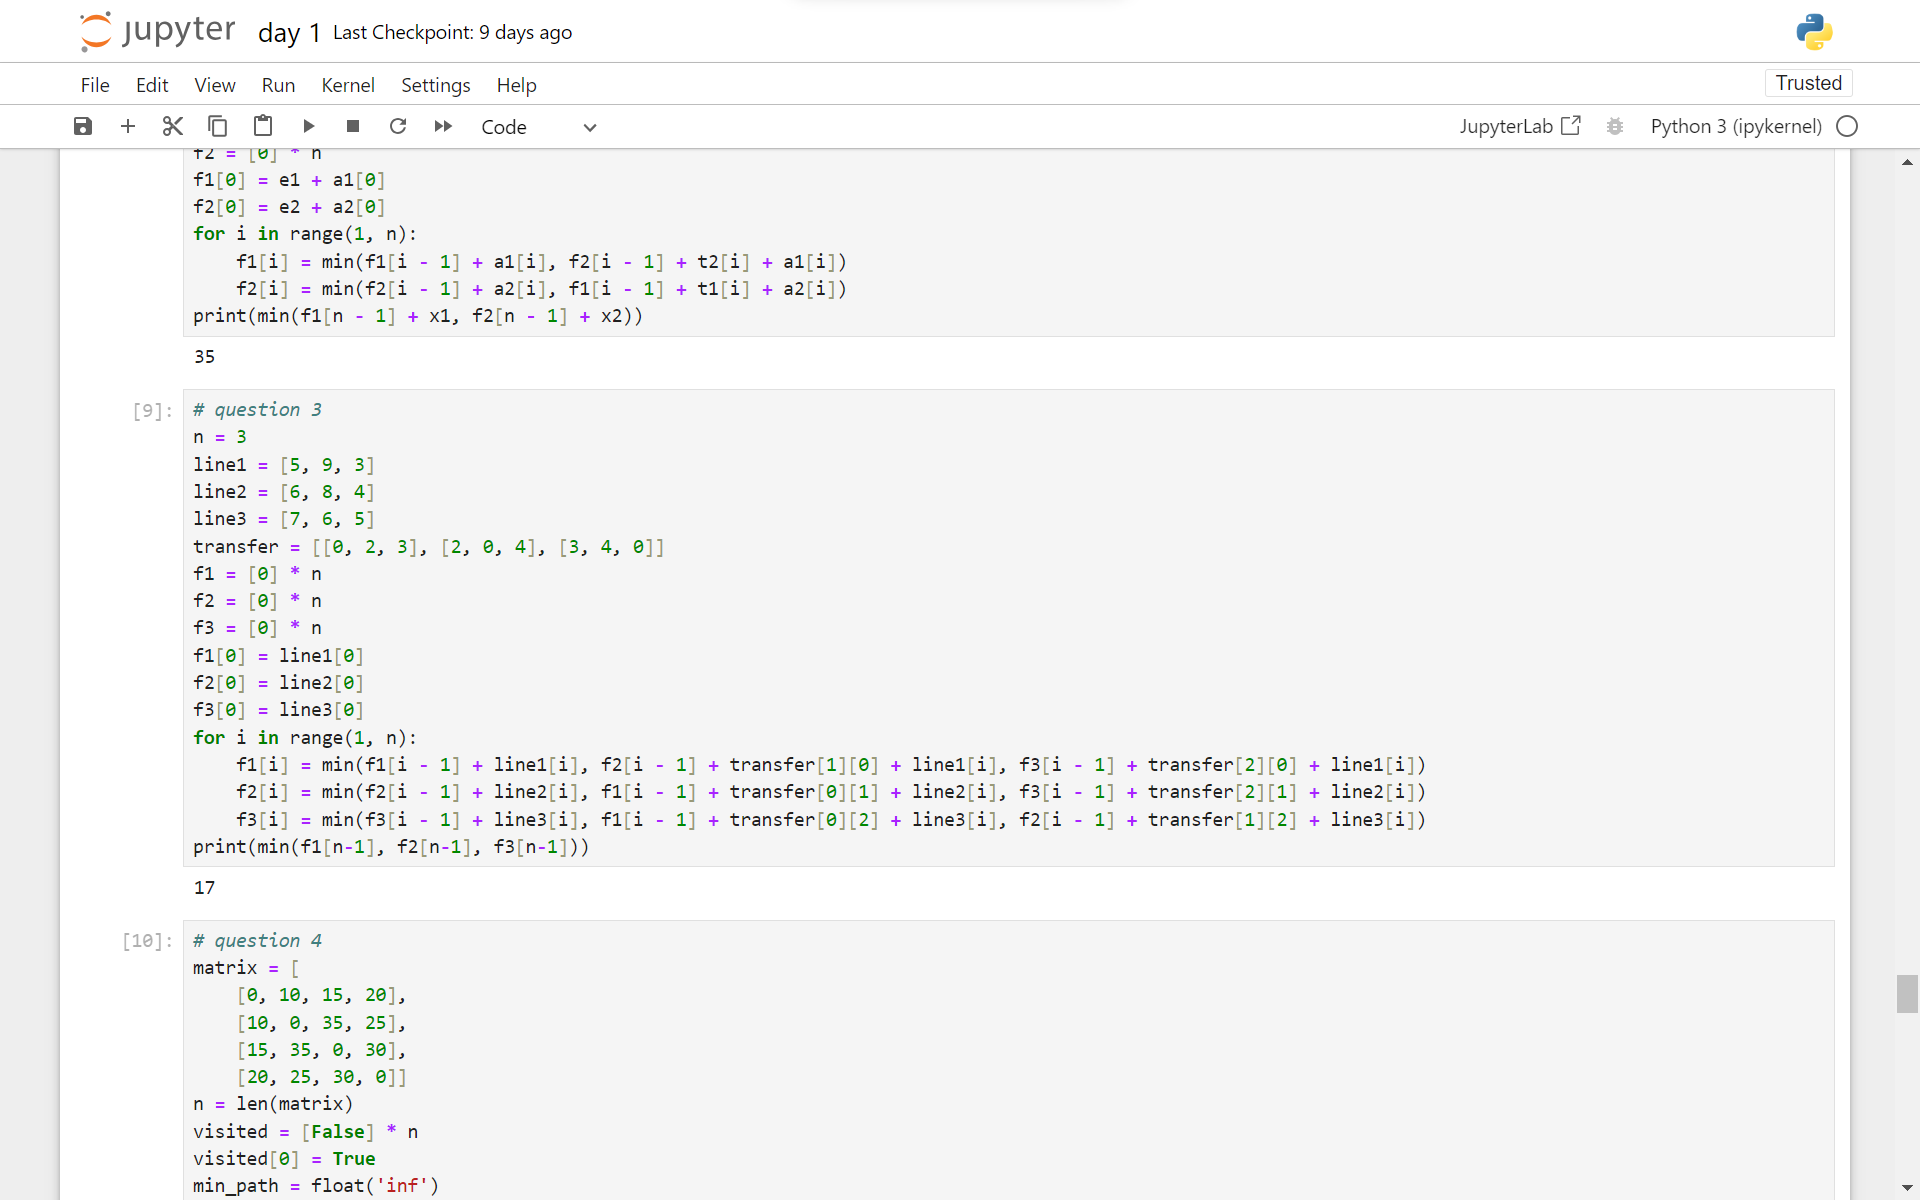 jupyter day 1 Last Checkpoint: 9 days ago
File Edit View Run Kernel Settings Help Trusted
Code JupyterLab Python 3 (ipykernel)
f2 = [0] * n
f1[0] = e1 + a1[0]
f2[0] = e2 + a2[0]
for i in range(1, n):
    f1[i] = min(f1[i - 1] + a1[i], f2[i - 1] + t2[i] + a1[i])
    f2[i] = min(f2[i - 1] + a2[i], f1[i - 1] + t1[i] + a2[i])
print(min(f1[n - 1] + x1, f2[n - 1] + x2))
35
[9]: # question 3
n = 3
line1 = [5, 9, 3]
line2 = [6, 8, 4]
line3 = [7, 6, 5]
transfer = [[0, 2, 3], [2, 0, 4], [3, 4, 0]]
f1 = [0] * n
f2 = [0] * n
f3 = [0] * n
f1[0] = line1[0]
f2[0] = line2[0]
f3[0] = line3[0]
for i in range(1, n):
    f1[i] = min(f1[i - 1] + line1[i], f2[i - 1] + transfer[1][0] + line1[i], f3[i - 1] + transfer[2][0] + line1[i])
    f2[i] = min(f2[i - 1] + line2[i], f1[i - 1] + transfer[0][1] + line2[i], f3[i - 1] + transfer[2][1] + line2[i])
    f3[i] = min(f3[i - 1] + line3[i], f1[i - 1] + transfer[0][2] + line3[i], f2[i - 1] + transfer[1][2] + line3[i])
print(min(f1[n-1], f2[n-1], f3[n-1]))
17
[10]: # question 4
matrix = [
    [0, 10, 15, 20],
    [10, 0, 35, 25],
    [15, 35, 0, 30],
    [20, 25, 30, 0]]
n = len(matrix)
visited = [False] * n
visited[0] = True
min_path = float('inf')